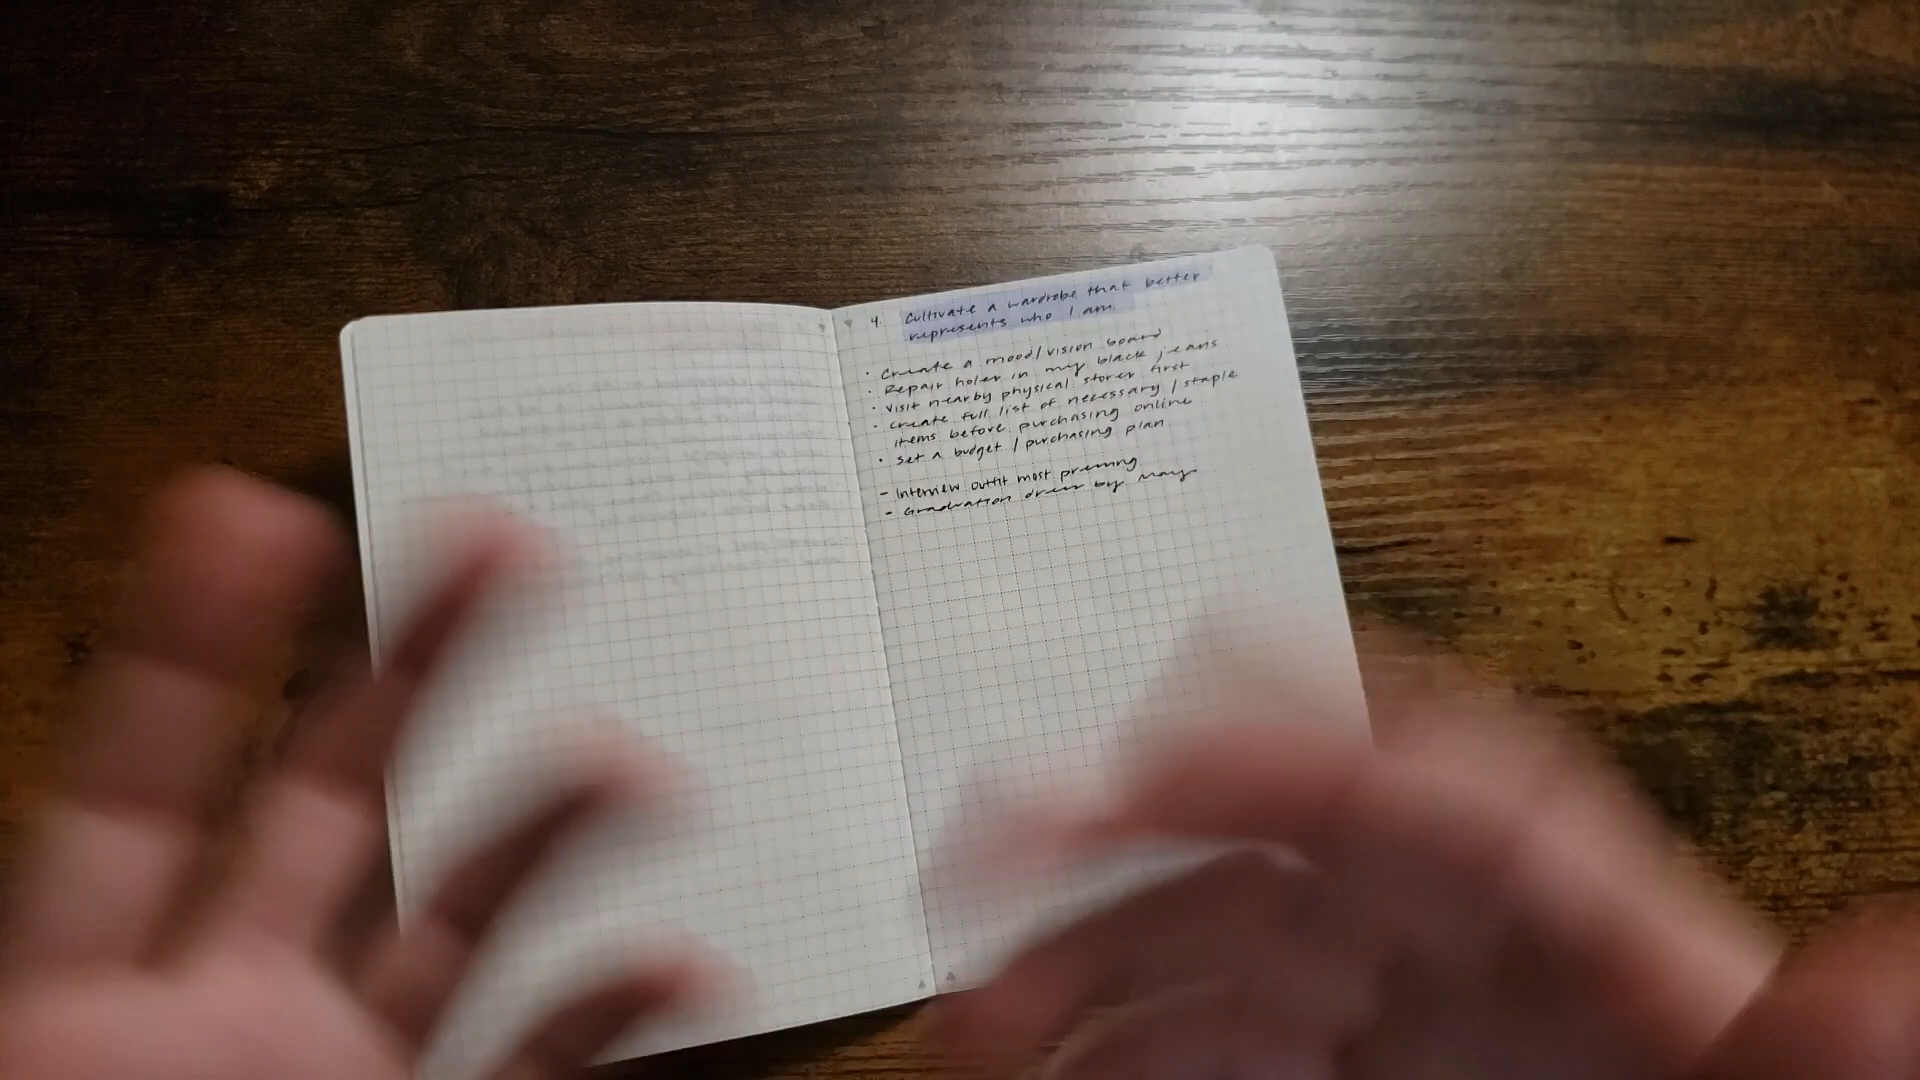 4. Cultivate a wardrobe that better
represents who I am.
• Create a mood/vision board
• Repair holes in my black jeans
• Visit nearby physical stores first
• Create full list of necessary / staple
items before purchasing online
• Set a budget / purchasing plan
- Interview outfit most pressing
- Graduation dress by May